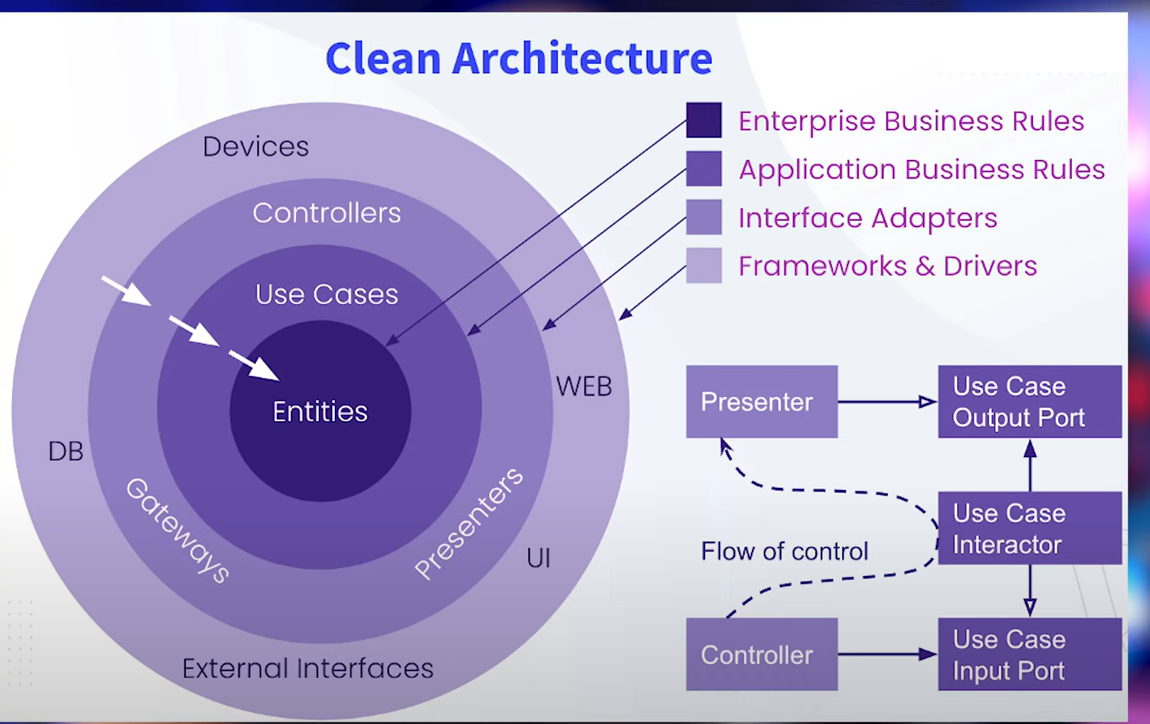 Clean Architecture
Devices
Controllers
Use Cases
Entities
WEB
DB
Gateways
Presenters
UI
External Interfaces
Enterprise Business Rules
Application Business Rules
Interface Adapters
Frameworks & Drivers
Presenter
Use Case
Output Port
Use Case
Interactor
Flow of control
Controller
Use Case
Input Port